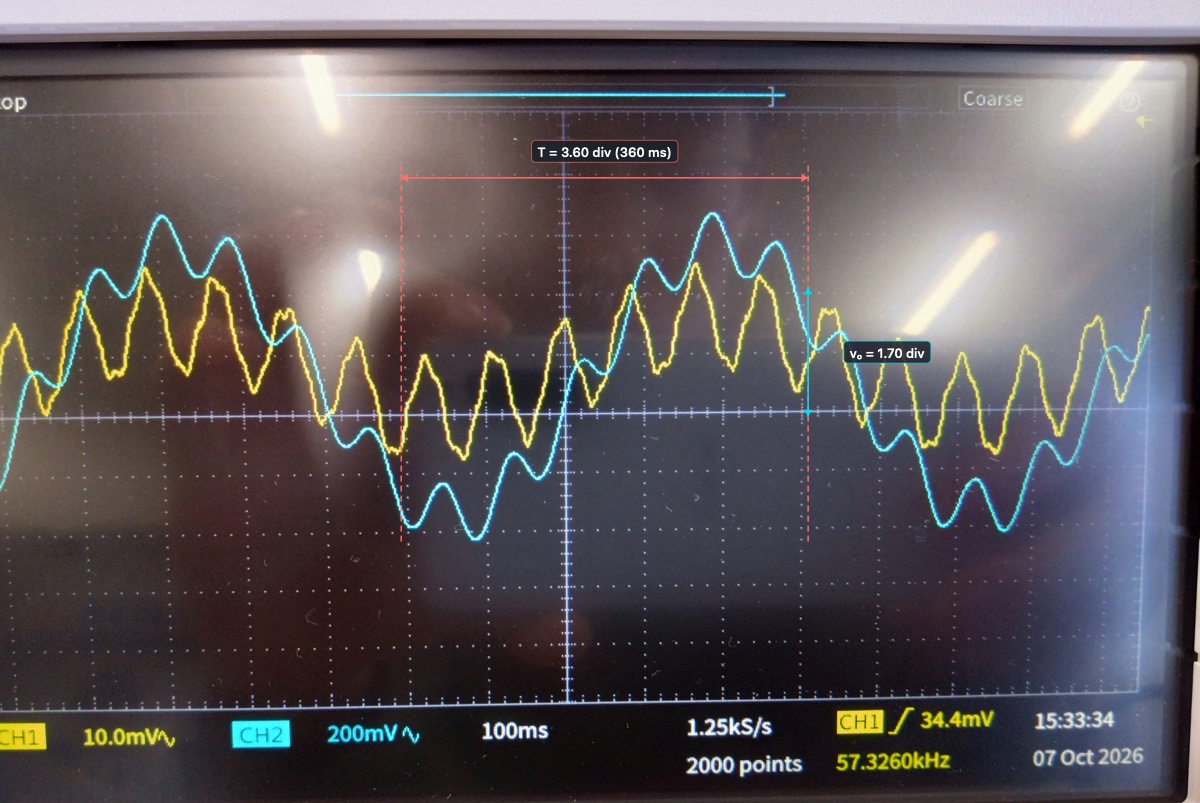 op
Coarse
?
T = 3.60 div (360 ms)
vₒ = 1.70 div
CH1 10.0mV∿ CH2 200mV∿ 100ms 1.25kS/s CH1 34.4mV 15:33:34
2000 points 57.3260kHz 07 Oct 2026